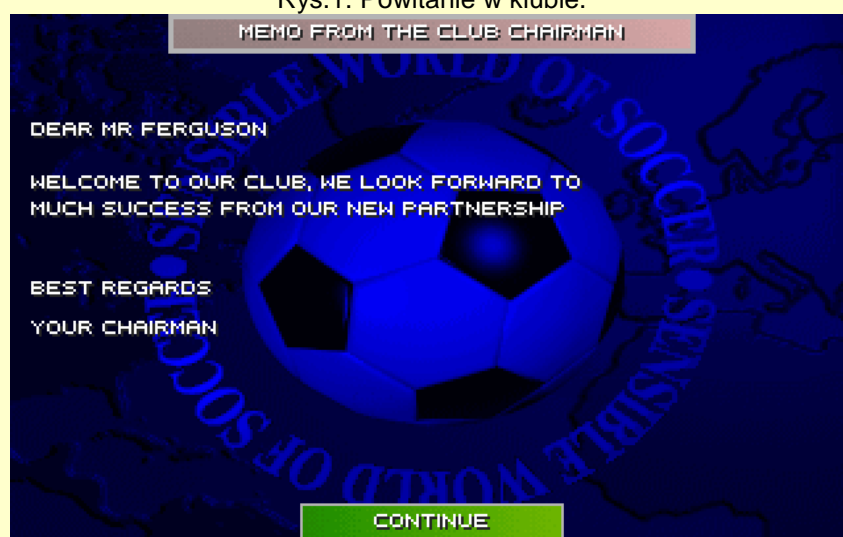 Rys.1. Powitanie w klubie.
MEMO FROM THE CLUB CHAIRMAN
SENSIBLE WORLD OF SOCCER • SENSIBLE WORLD OF SOCCER •
DEAR MR FERGUSON
WELCOME TO OUR CLUB, WE LOOK FORWARD TO
MUCH SUCCESS FROM OUR NEW PARTNERSHIP
BEST REGARDS
YOUR CHAIRMAN
CONTINUE